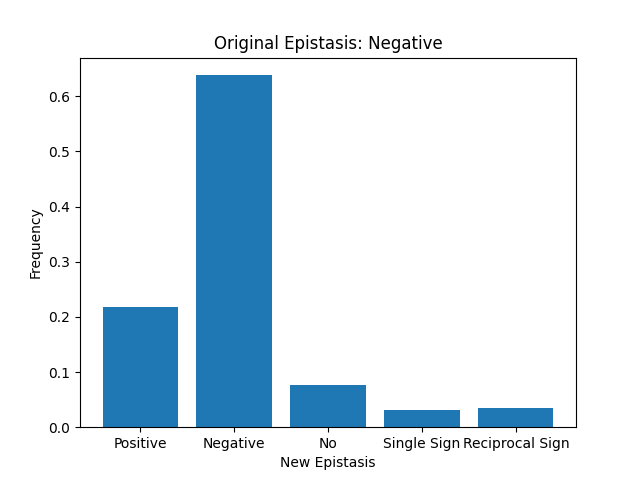 Original Epistasis: Negative
Frequency
0.6
0.5
0.4
0.3
0.2
0.1
0.0
Positive Negative No Single Sign Reciprocal Sign
New Epistasis